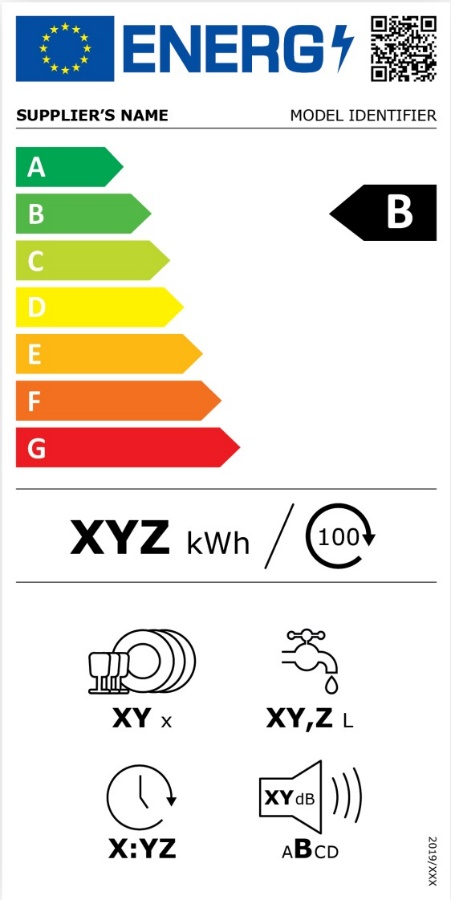 ENERG
SUPPLIER'S NAME MODEL IDENTIFIER
A
B
B
C
D
E
F
G
XYZ kWh / 100
XY x XY,Z L
XY dB
X:YZ ABCD
2019/XXX